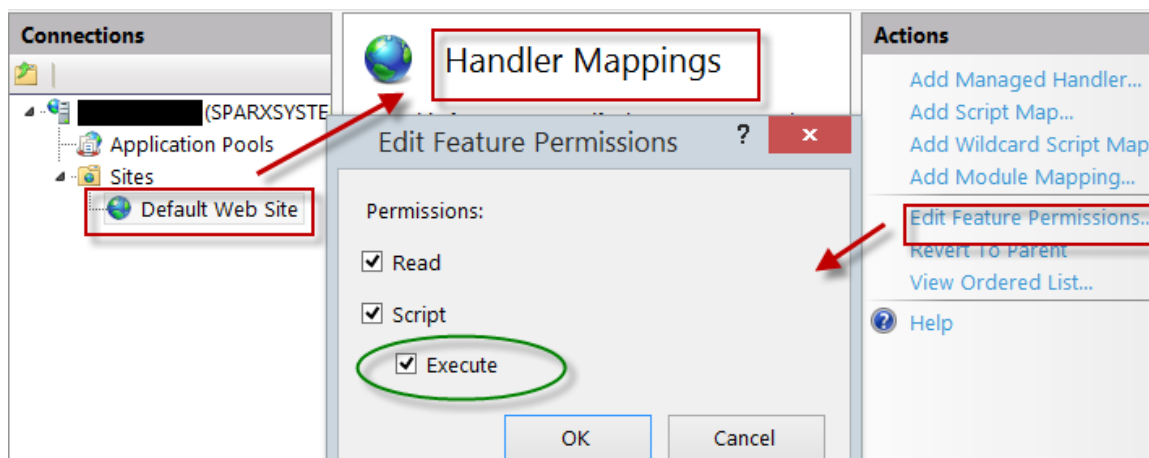 Connections
(SPARXSYSTE
Application Pools
Sites
Default Web Site
Handler Mappings
Edit Feature Permissions ? x
Permissions:
Read
Script
Execute
OK Cancel
Actions
Add Managed Handler...
Add Script Map...
Add Wildcard Script Map
Add Module Mapping...
Edit Feature Permissions...
Revert To Parent
View Ordered List...
? Help